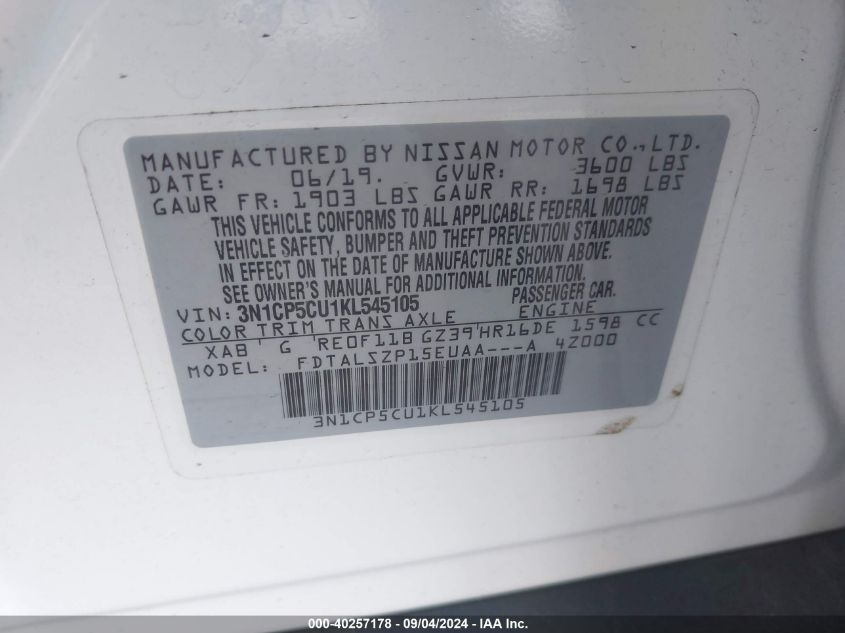 MANUFACTURED BY NISSAN MOTOR CO., LTD.
DATE: 06/19. GVWR: 3600 LBS
GAWR FR: 1903 LBS GAWR RR: 1698 LBS
THIS VEHICLE CONFORMS TO ALL APPLICABLE FEDERAL MOTOR
VEHICLE SAFETY, BUMPER AND THEFT PREVENTION STANDARDS
IN EFFECT ON THE DATE OF MANUFACTURE SHOWN ABOVE.
SEE OWNER'S MANUAL FOR ADDITIONAL INFORMATION.
VIN: 3N1CP5CU1KL545105 PASSENGER CAR.
COLOR TRIM TRANS AXLE ENGINE
XAB G RE0F11B GZ39 HR16DE 1598 CC
MODEL: FDTALSZP15EUAA---A 4Z000
3N1CP5CU1KL545105
000-40257178 - 09/04/2024 - IAA Inc.